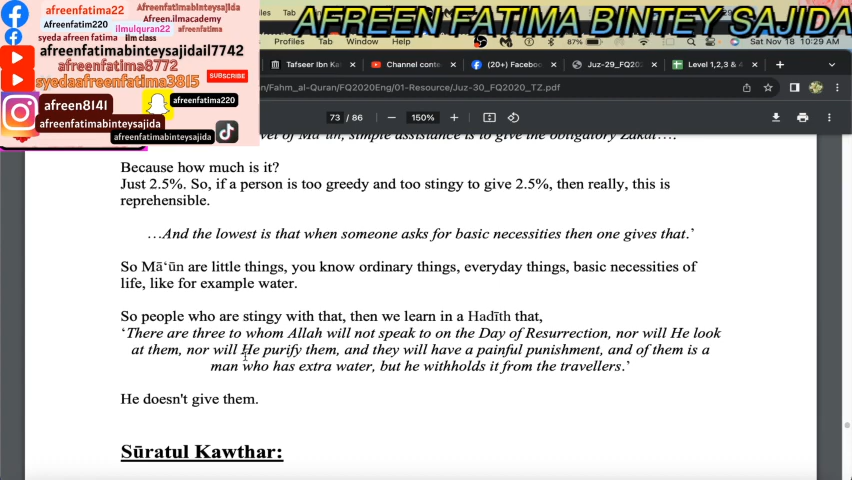 afreenfatima22
Afreenfatimabinteysajida
Afreen.ilmacademy
Afreenfatima220
ilmulquran22
afreenfatima
syeda afreen fatima
ilm class
afreenfatimabinteysajidail7742
afreenfatima8772
syedaafreenfatima3815
SUBSCRIBE
afreen8141
afreenfatima220
afreenfatimabinteysajida
afreenfatimabinteysajida
AFREEN FATIMA BINTEY SAJIDA
Profiles Tab Window Help 87% Sat Nov 18 10:29 AM
Tafseer Ibn Ka
Channel conte
(20+) Faceboo
Juz-29_FQ202
Level 1,2,3 & 4
n/Fahm_al-Quran/FQ2020Eng/01-Resource/Juz-30_FQ2020_TZ.pdf
73 / 86 — 150% +
vel of Mā‘ūn, simple assistance is to give the obligatory Zakāt….
Because how much is it?
Just 2.5%. So, if a person is too greedy and too stingy to give 2.5%, then really, this is
reprehensible.
…And the lowest is that when someone asks for basic necessities then one gives that.’
So Mā‘ūn are little things, you know ordinary things, everyday things, basic necessities of
life, like for example water.
So people who are stingy with that, then we learn in a Hadīth that,
‘There are three to whom Allah will not speak to on the Day of Resurrection, nor will He look
at them, nor will He purify them, and they will have a painful punishment, and of them is a
man who has extra water, but he withholds it from the travellers.’
He doesn't give them.
Sūratul Kawthar: